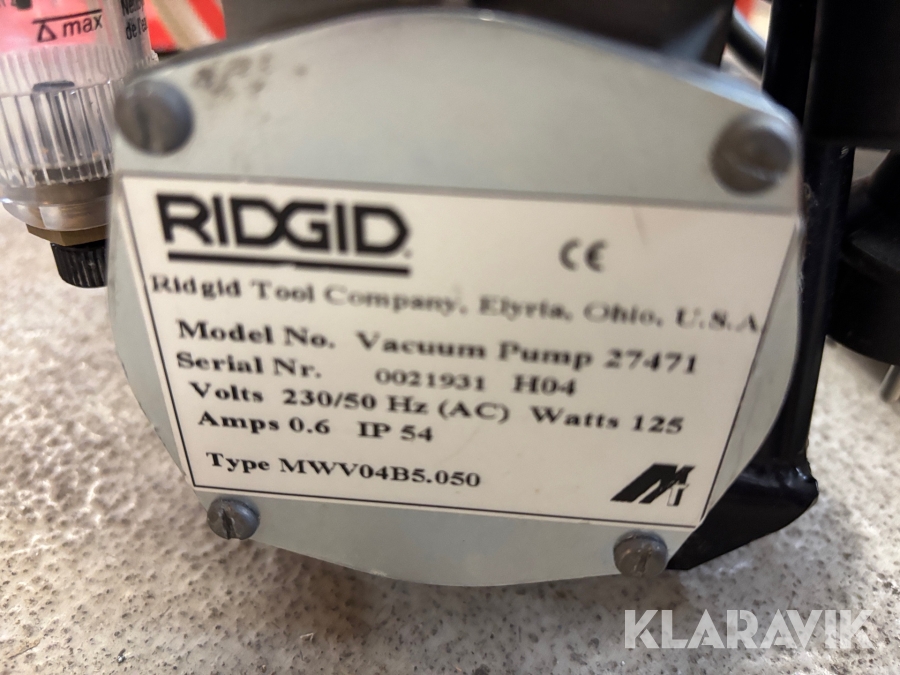 max
RIDGID
CE
Ridgid Tool Company, Elyria, Ohio, U.S.A
Model No. Vacuum Pump 27471
Serial Nr. 0021931 H04
Volts 230/50 Hz (AC) Watts 125
Amps 0.6 IP 54
Type MWV04B5.050
KLARAVIK